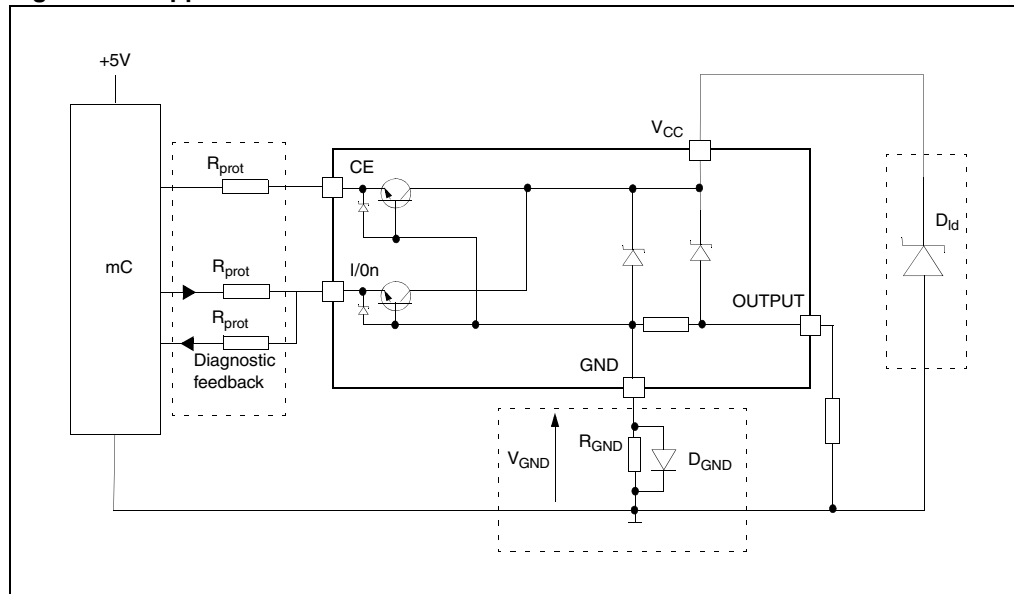 +5V
VCC
Rprot
CE
Dld
mC
Rprot
I/0n
OUTPUT
Rprot
Diagnostic
feedback
GND
RGND
VGND
DGND